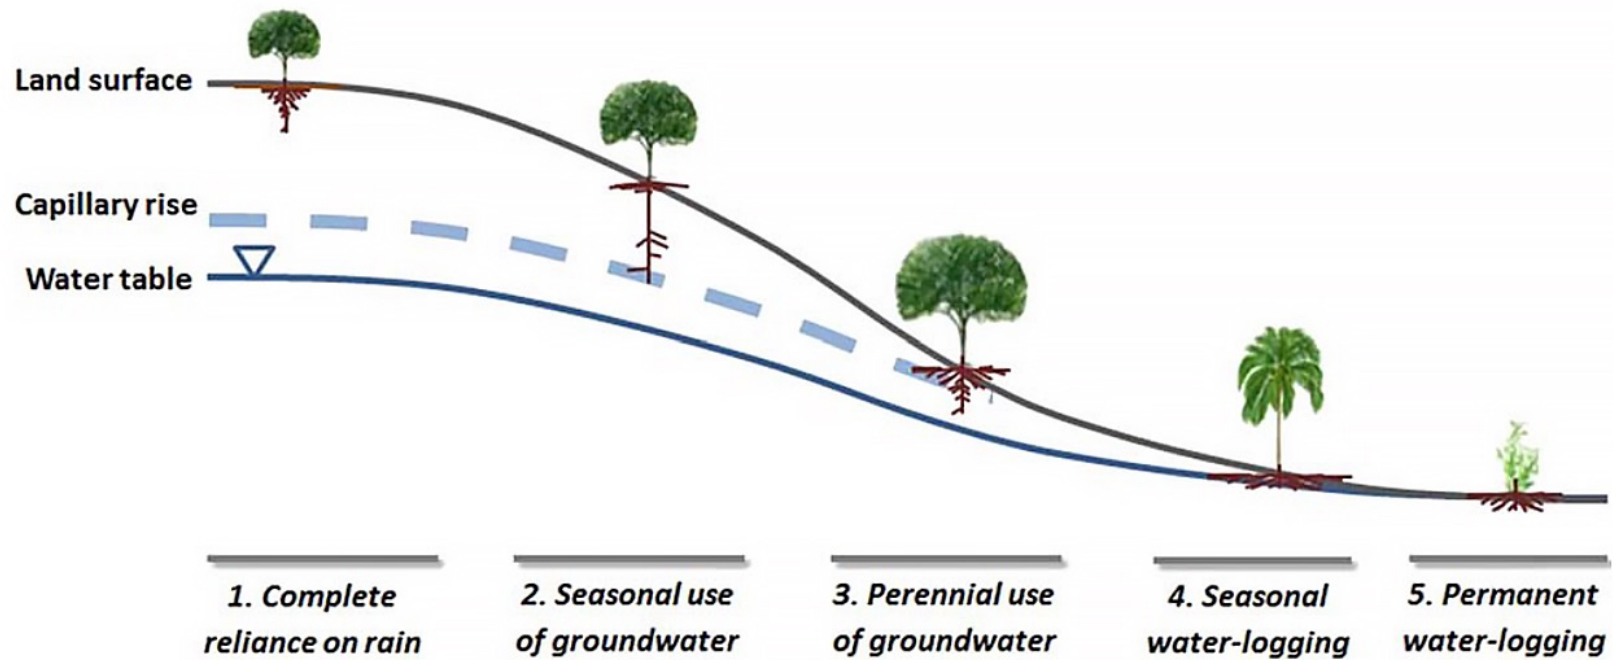 Land surface
Capillary rise
Water table
1. Complete
reliance on rain
2. Seasonal use
of groundwater
3. Perennial use
of groundwater
4. Seasonal
water-logging
5. Permanent
water-logging